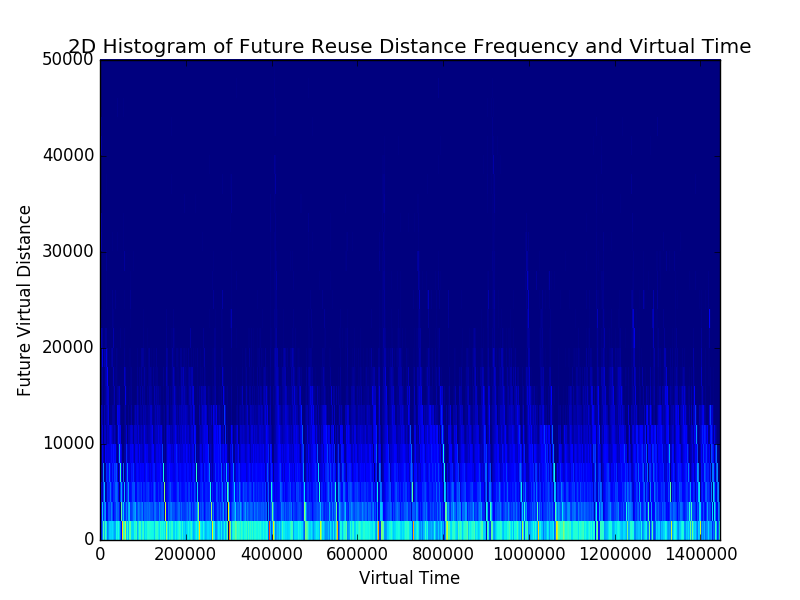 2D Histogram of Future Reuse Distance Frequency and Virtual Time
50000
40000
30000
20000
10000
0
Future Virtual Distance
0 200000 400000 600000 800000 1000000 1200000 1400000
Virtual Time